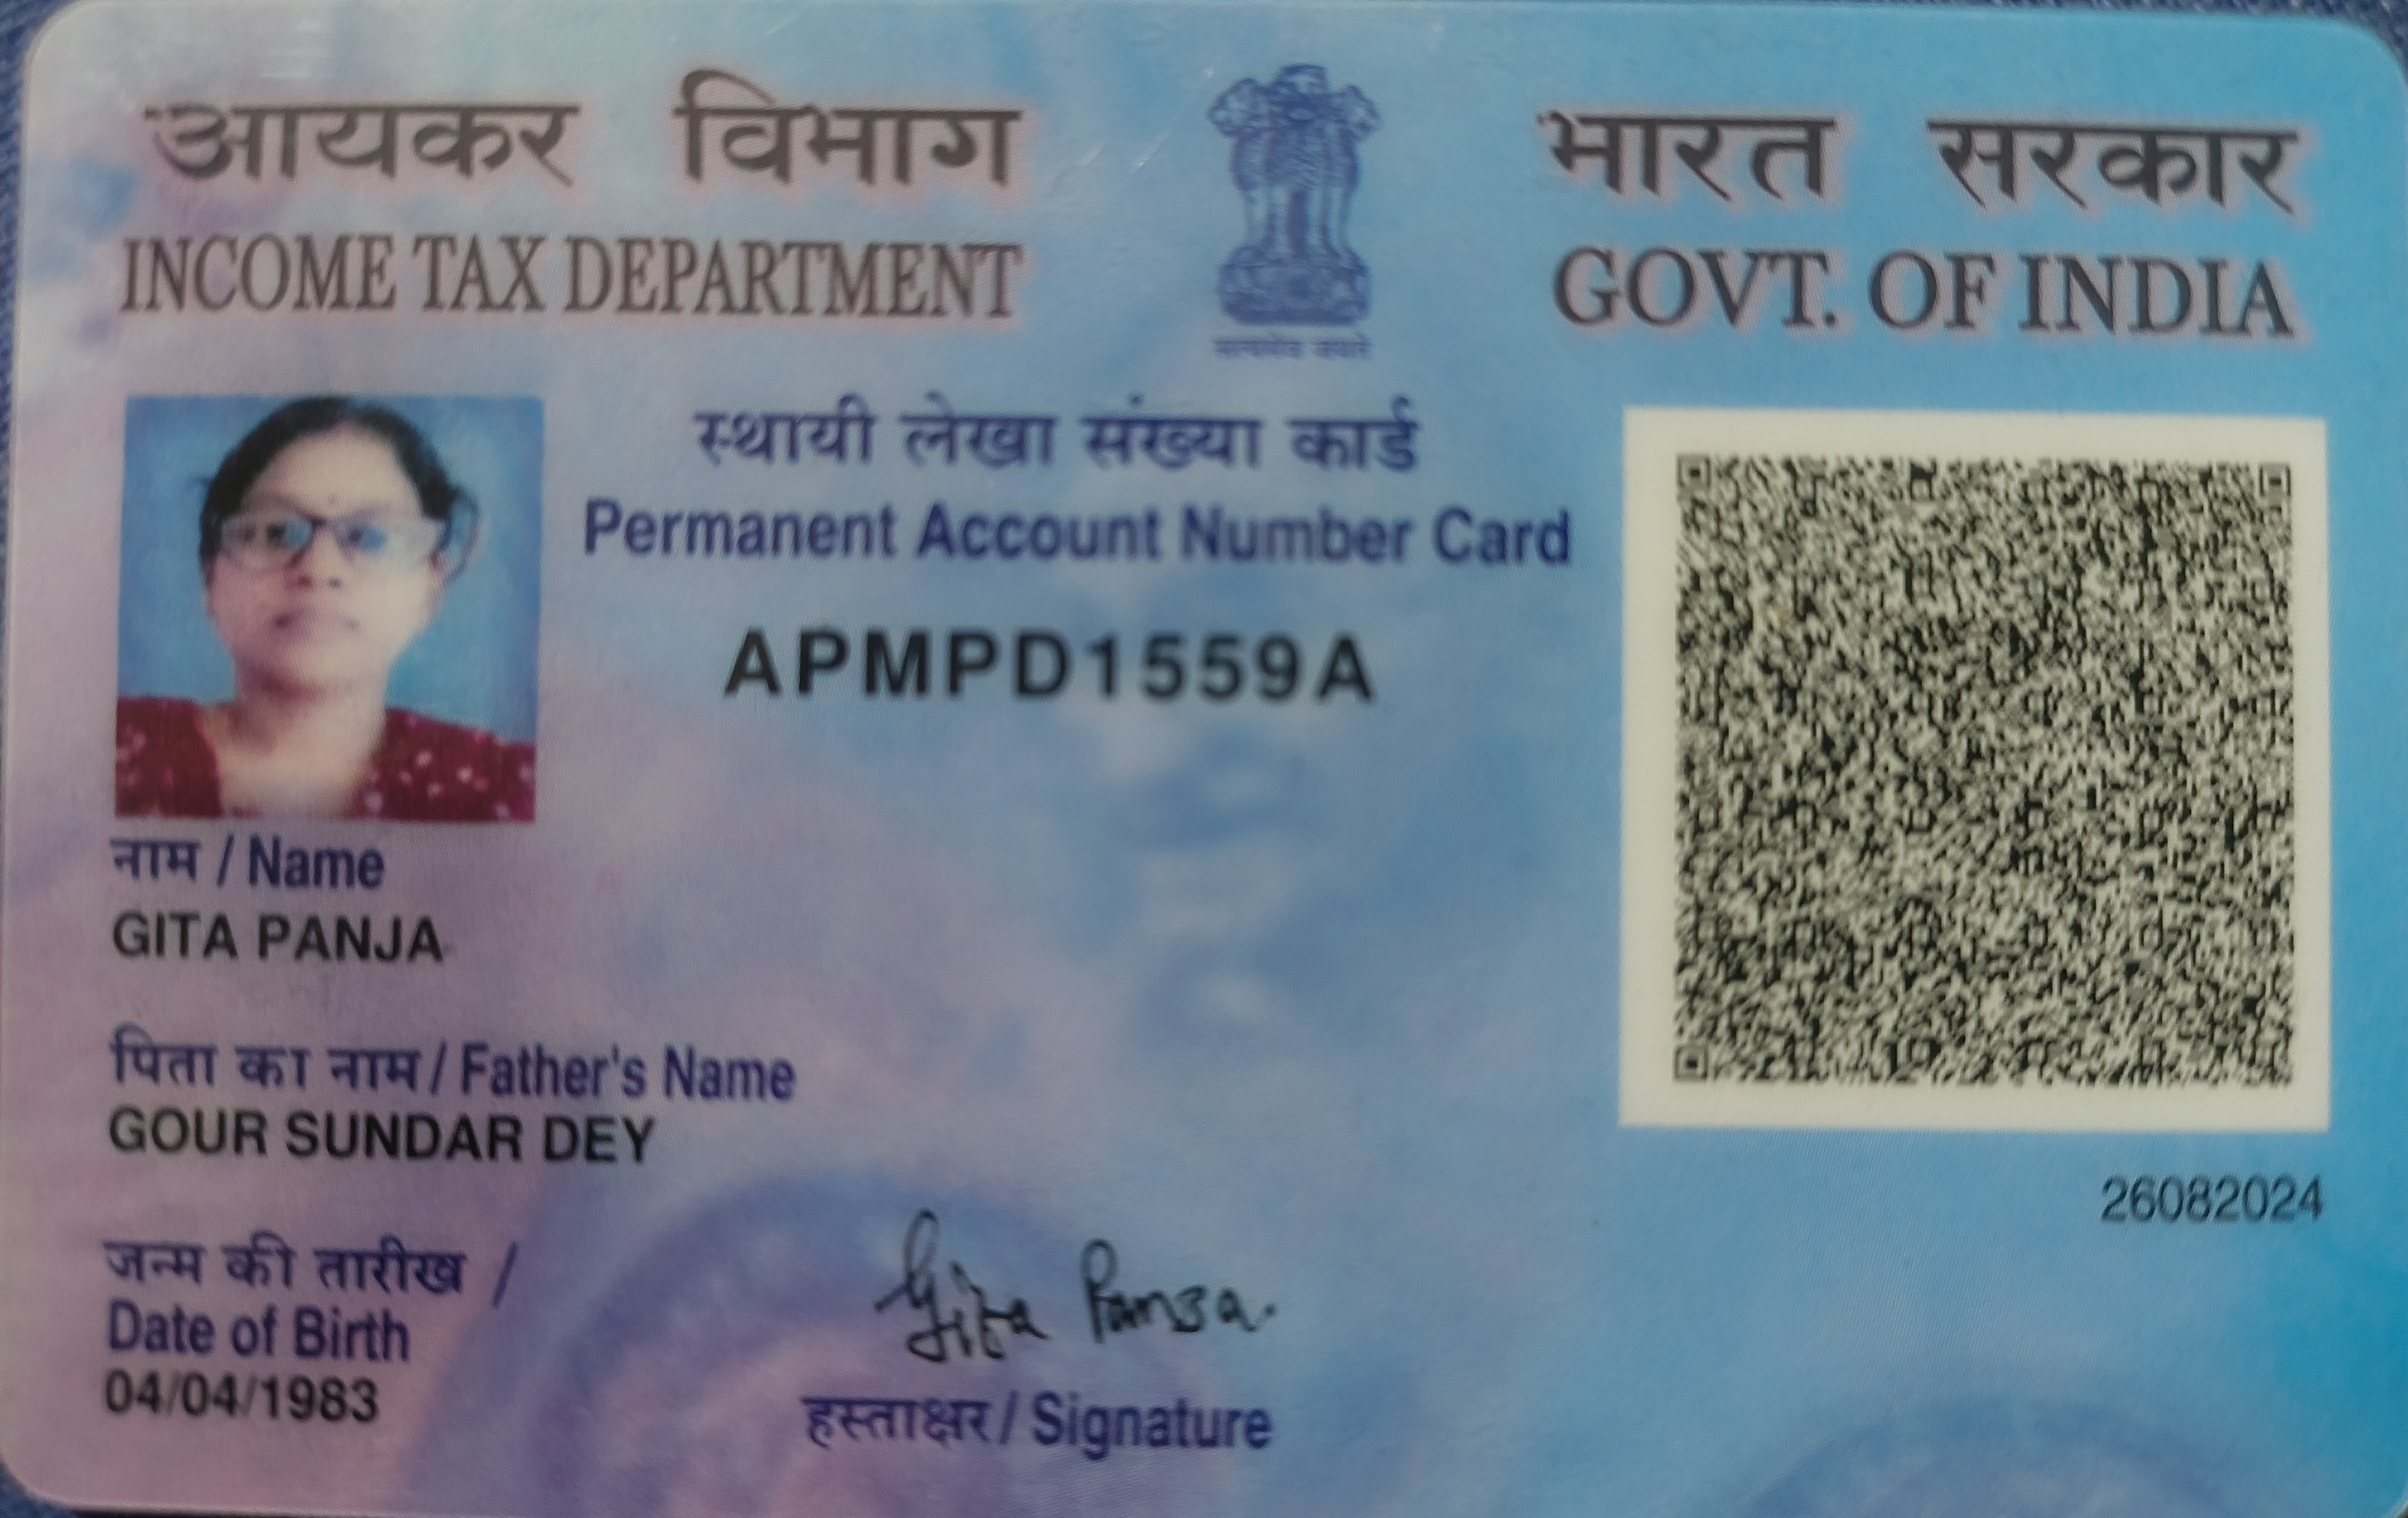 आयकर विभाग
INCOME TAX DEPARTMENT
सत्यमेव जयते
भारत सरकार
GOVT. OF INDIA
स्थायी लेखा संख्या कार्ड
Permanent Account Number Card
APMPD1559A
नाम / Name
GITA PANJA
पिता का नाम / Father's Name
GOUR SUNDAR DEY
26082024
जन्म की तारीख /
Date of Birth
04/04/1983
Gita Panja.
हस्ताक्षर / Signature